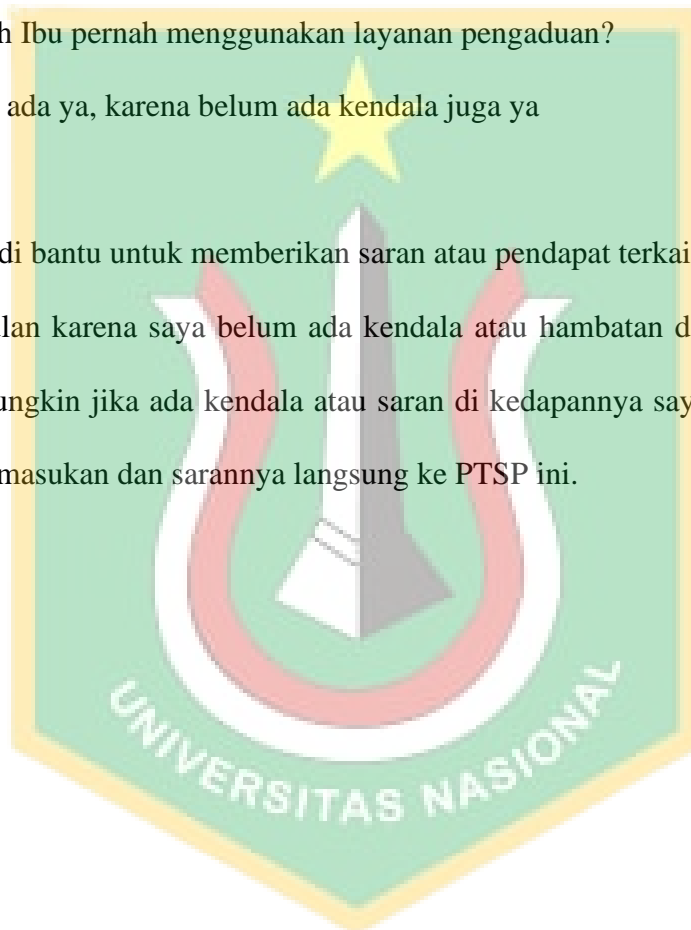 h Ibu pernah menggunakan layanan pengaduan?
ada ya, karena belum ada kendala juga ya
di bantu untuk memberikan saran atau pendapat terkai
lan karena saya belum ada kendala atau hambatan d
ungkin jika ada kendala atau saran di kedapannya say
masukan dan sarannya langsung ke PTSP ini.
UNIVERSITAS NASIONAL